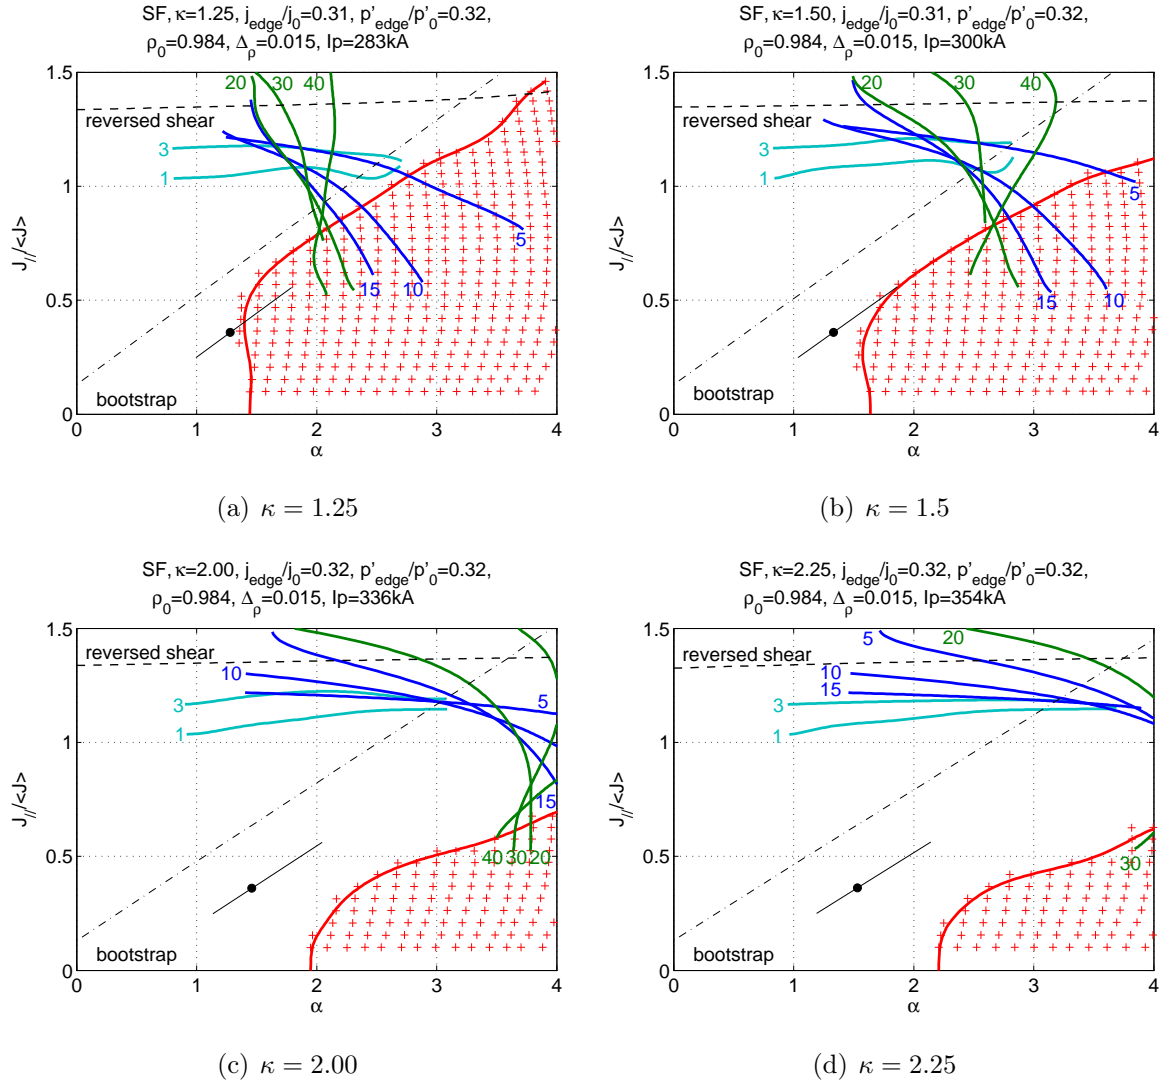 SF, κ=1.25, j_edge/j_0=0.31, p'_edge/p'_0=0.32,
ρ_0=0.984, Δ_ρ=0.015, Ip=283kA
1.5
20
30
40
reversed shear
3
1
1
J_///<J>
5
0.5
15
10
bootstrap
0
0 1 2 3 4
α
(a) κ = 1.25
SF, κ=1.50, j_edge/j_0=0.31, p'_edge/p'_0=0.32,
ρ_0=0.984, Δ_ρ=0.015, Ip=300kA
1.5
20
30
40
reversed shear
3
1
1
5
J_///<J>
0.5
15
10
bootstrap
0
0 1 2 3 4
α
(b) κ = 1.5
SF, κ=2.00, j_edge/j_0=0.32, p'_edge/p'_0=0.32,
ρ_0=0.984, Δ_ρ=0.015, Ip=336kA
1.5
reversed shear
10
3
5
1
1
J_///<J>
15
0.5
40
30
20
bootstrap
0
0 1 2 3 4
α
(c) κ = 2.00
SF, κ=2.25, j_edge/j_0=0.32, p'_edge/p'_0=0.32,
ρ_0=0.984, Δ_ρ=0.015, Ip=354kA
1.5
5
20
reversed shear
10
15
3
1
1
J_///<J>
0.5
30
bootstrap
0
0 1 2 3 4
α
(d) κ = 2.25